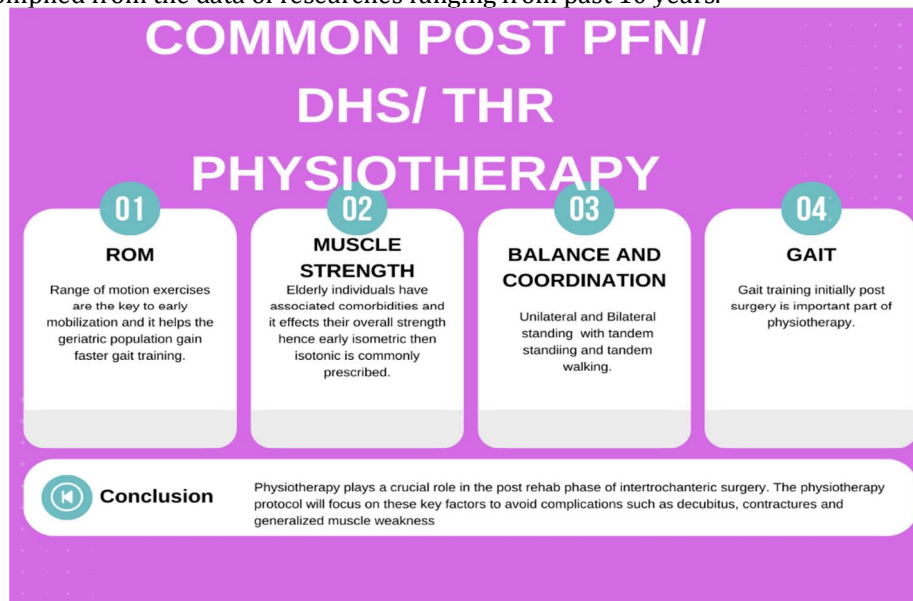 compiled from the data of researches ranging from past 10 years.
COMMON POST PFN/
DHS/ THR
PHYSIOTHERAPY
01
ROM
Range of motion exercises
are the key to early
mobilization and it helps the
geriatric population gain
faster gait training.
02
MUSCLE
STRENGTH
Elderly individuals have
associated comorbidities and
it effects their overall strength
hence early isometric then
isotonic is commonly
prescribed.
03
BALANCE AND
COORDINATION
Unilateral and Bilateral
standing with tandem
standiing and tandem
walking.
04
GAIT
Gait training initially post
surgery is important part of
physiotherapy.
Conclusion
Physiotherapy plays a crucial role in the post rehab phase of intertrochanteric surgery. The physiotherapy
protocol will focus on these key factors to avoid complications such as decubitus, contractures and
generalized muscle weakness